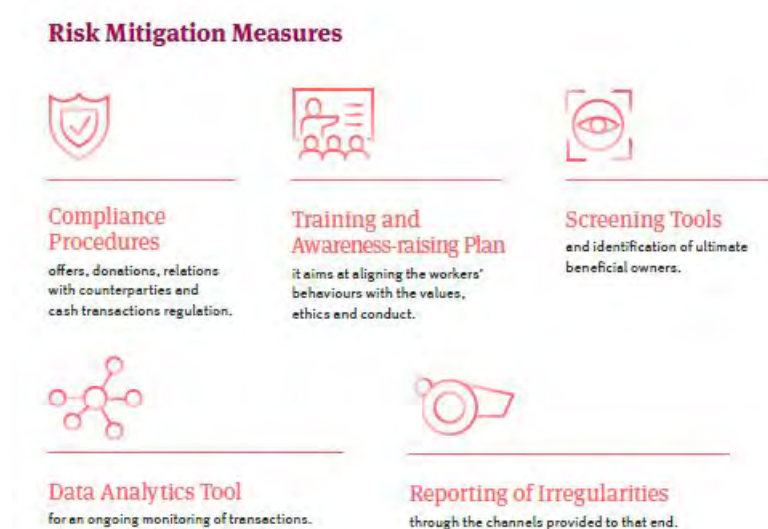 Risk Mitigation Measures
Compliance
Procedures
offers, donations, relations
with counterparties and
cash transactions regulation.
Training and
Awareness-raising Plan
it aims at aligning the workers'
behaviours with the values,
ethics and conduct.
Screening Tools
and identification of ultimate
beneficial owners.
Data Analytics Tool
for an ongoing monitoring of transactions.
Reporting of Irregularities
through the channels provided to that end.